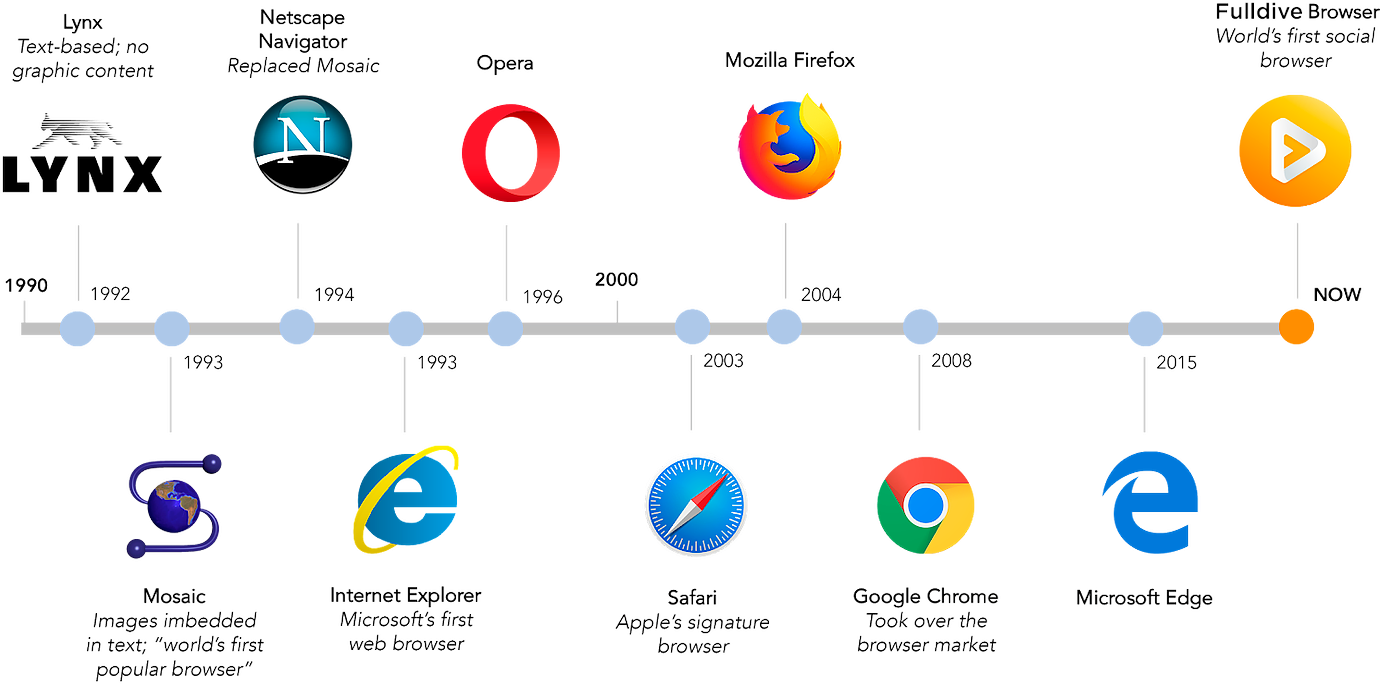 Lynx
Text-based; no
graphic content
LYNX
Netscape
Navigator
Replaced Mosaic
N
Opera
Mozilla Firefox
Fulldive Browser
World's first social
browser
1990
1992
1994
1996
2000
2004
NOW
1993
1993
2003
2008
2015
Mosaic
Images imbedded
in text; "world's first
popular browser"
Internet Explorer
Microsoft's first
web browser
Safari
Apple's signature
browser
Google Chrome
Took over the
browser market
Microsoft Edge